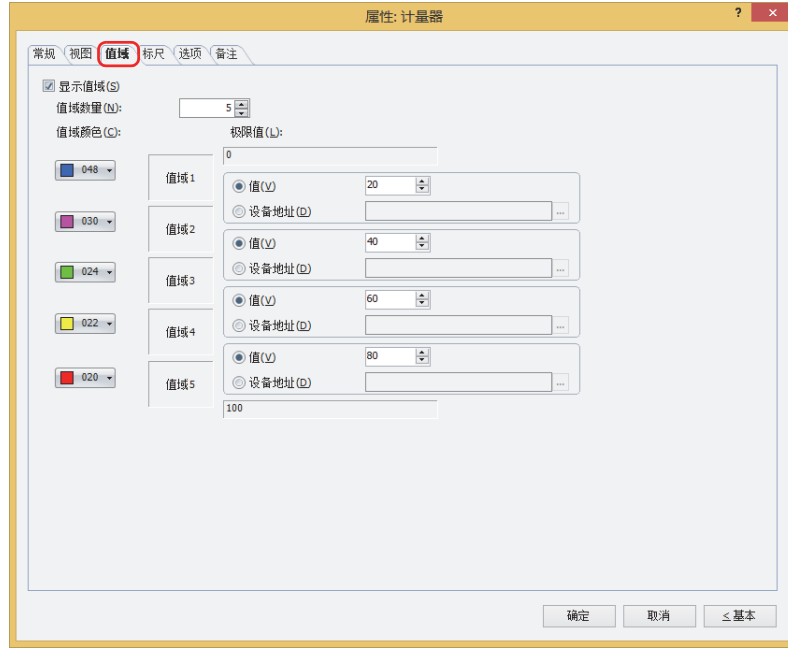 属性: 计量器
? ×
常规 视图 值域 标尺 选项 备注
显示值域(S)
值域数量(N): 5
值域颜色(C): 极限值(L):
0
048 值域1
值(V) 20
设备地址(D) ...
030 值域2
值(V) 40
设备地址(D) ...
024 值域3
值(V) 60
设备地址(D) ...
022 值域4
值(V) 80
设备地址(D) ...
020 值域5
100
确定 取消 ≤基本